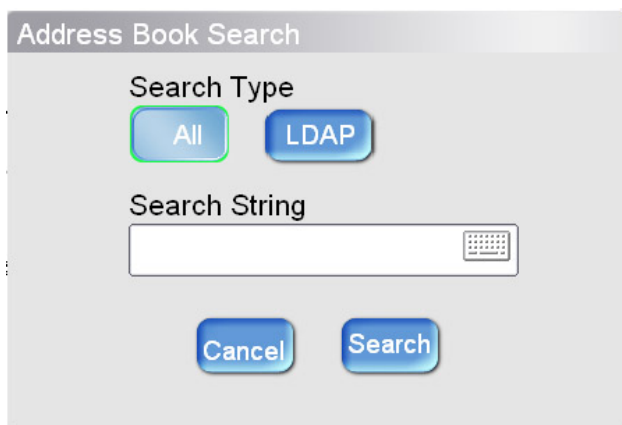 Address Book Search
Search Type
All LDAP
Search String
Cancel Search